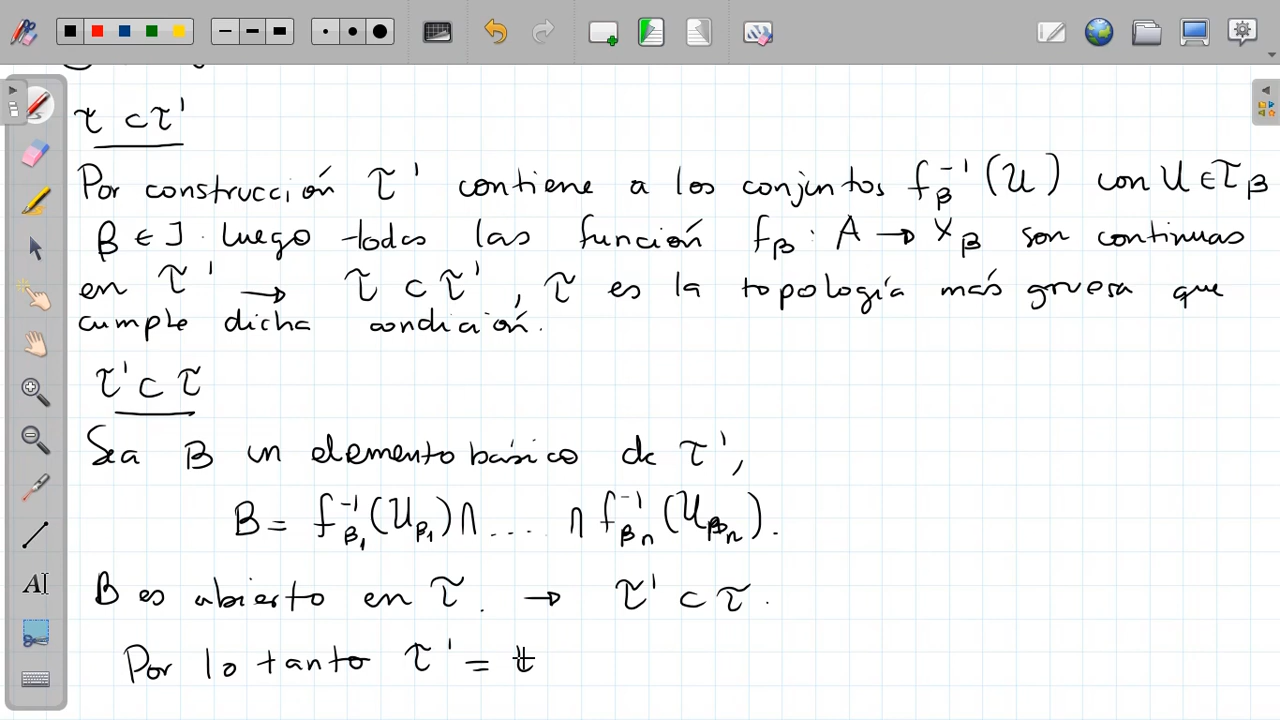 τ ⊂ τ'
Por construcción τ' contiene a los conjuntos f_β^{-1}(U) con U ∈ τ_β
β ∈ J. Luego todas las función f_β : A → X_β son continuas
en τ' → τ ⊂ τ', τ es la topología más gruesa que
cumple dicha condición.
τ' ⊂ τ
Sea B un elemento básico de τ',
B = f_{β_1}^{-1}(U_{β_1}) ∩ .... ∩ f_{β_n}^{-1}(U_{β_n}).
B es abierto en τ. → τ' ⊂ τ.
Por lo tanto τ' = τ